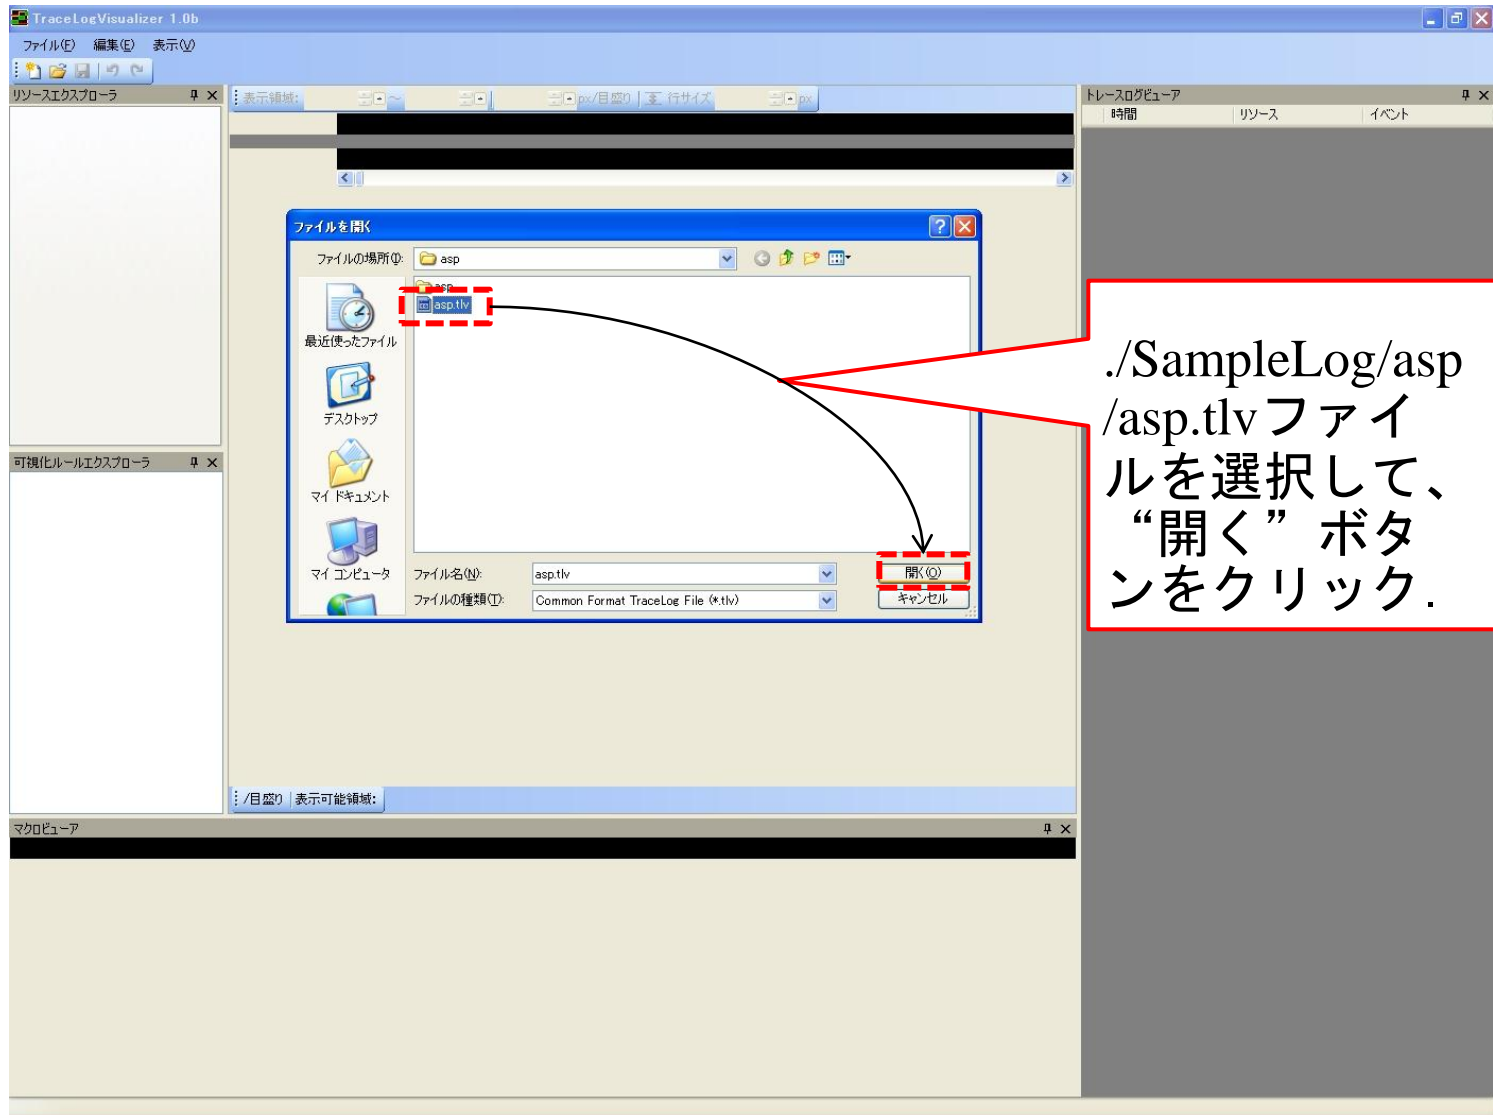 TraceLogVisualizer 1.0b
ファイル(F) 編集(E) 表示(V)
リソースエクスプローラ
表示領域: ～ px/目盛り 行サイズ px
トレースログビューア
時間 リソース イベント
ファイルを開く
ファイルの場所(I): asp
asp
asp.tlv
最近使ったファイル
デスクトップ
マイ ドキュメント
マイ コンピュータ
ファイル名(N): asp.tlv 開く(O)
ファイルの種類(T): Common Format TraceLog File (*.tlv) キャンセル
./SampleLog/asp
/asp.tlvファイ
ルを選択して、
“開く”ボタ
ンをクリック.
可視化ルールエクスプローラ
/目盛り 表示可能領域:
マクロビューア